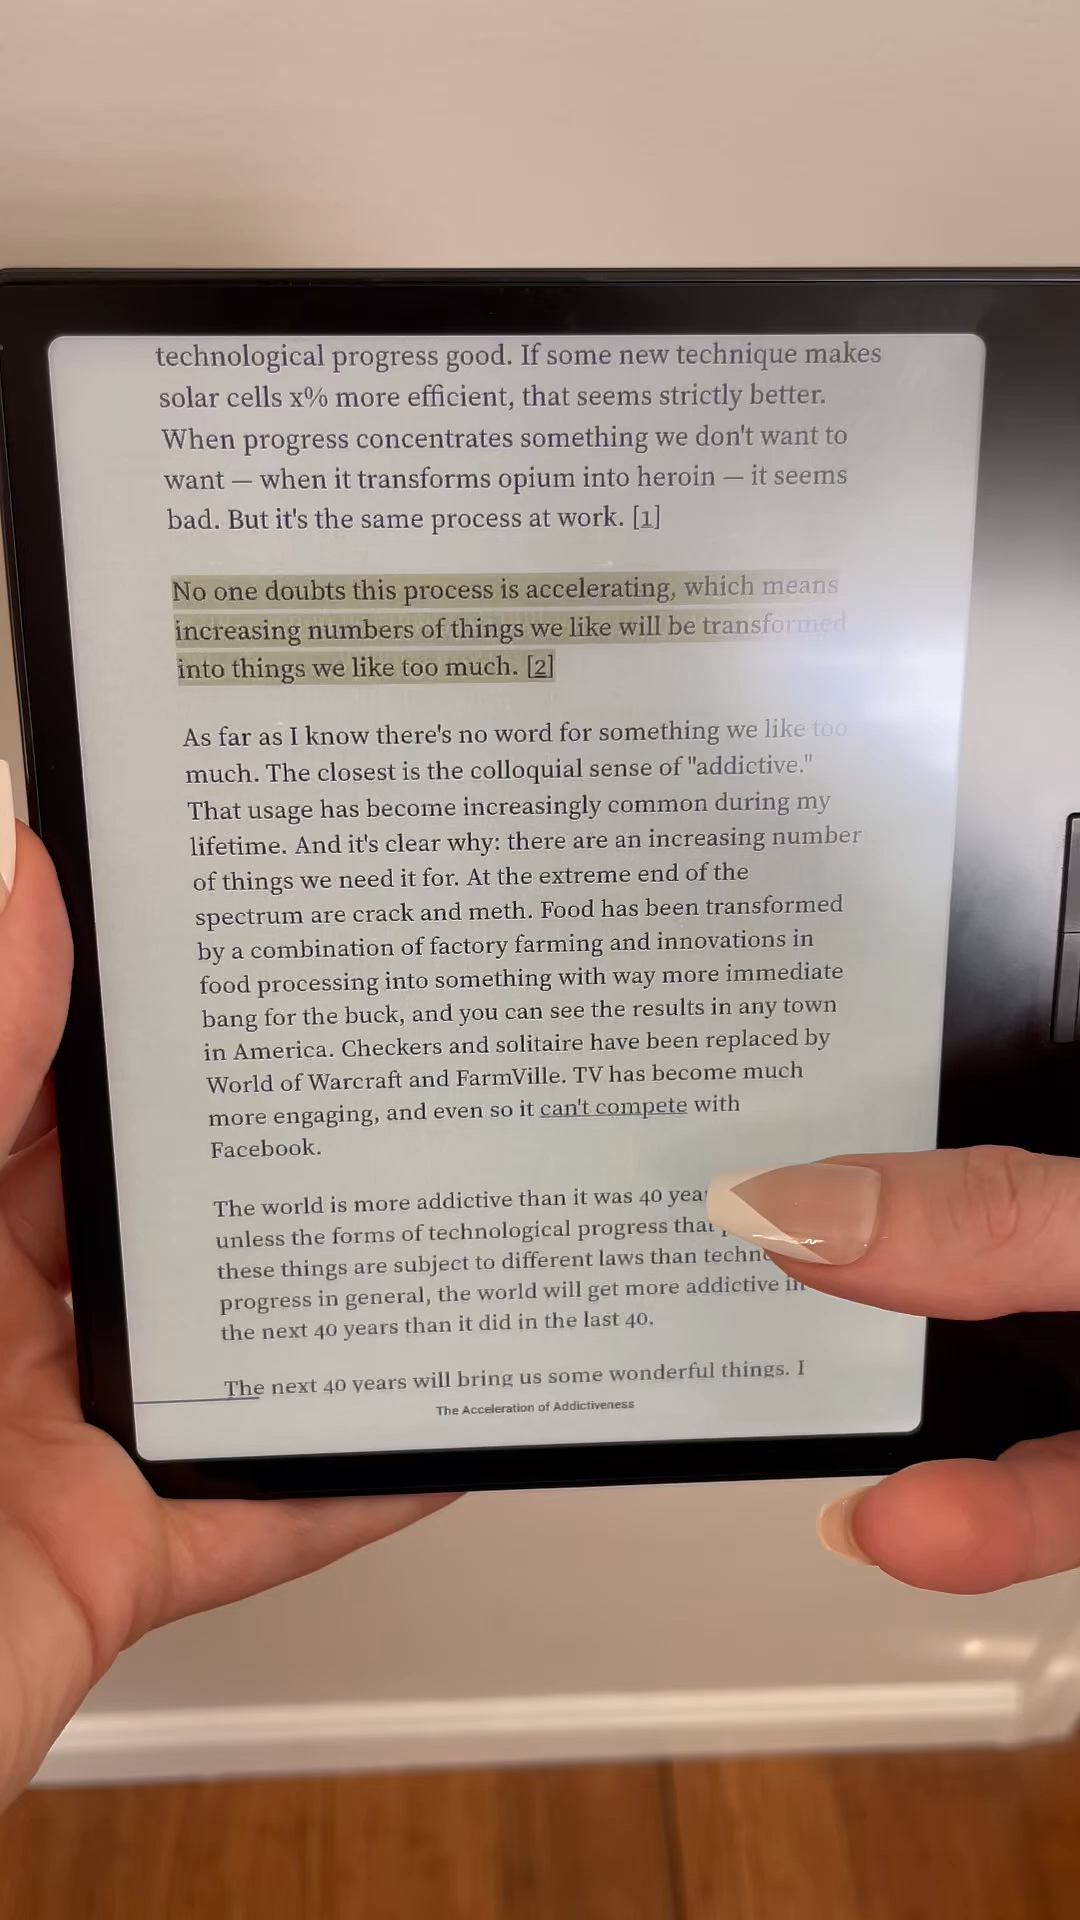 technological progress good. If some new technique makes
solar cells x% more efficient, that seems strictly better.
When progress concentrates something we don't want to
want — when it transforms opium into heroin — it seems
bad. But it's the same process at work. [1]
No one doubts this process is accelerating, which means
increasing numbers of things we like will be transformed
into things we like too much. [2]
As far as I know there's no word for something we like too
much. The closest is the colloquial sense of "addictive."
That usage has become increasingly common during my
lifetime. And it's clear why: there are an increasing number
of things we need it for. At the extreme end of the
spectrum are crack and meth. Food has been transformed
by a combination of factory farming and innovations in
food processing into something with way more immediate
bang for the buck, and you can see the results in any town
in America. Checkers and solitaire have been replaced by
World of Warcraft and FarmVille. TV has become much
more engaging, and even so it can't compete with
Facebook.
The world is more addictive than it was 40
unless the forms of technological progress that
these things are subject to different laws than
progress in general, the world will get more addictive in
the next 40 years than it did in the last 40.
The next 40 years will bring us some wonderful things. I
The Acceleration of Addictiveness